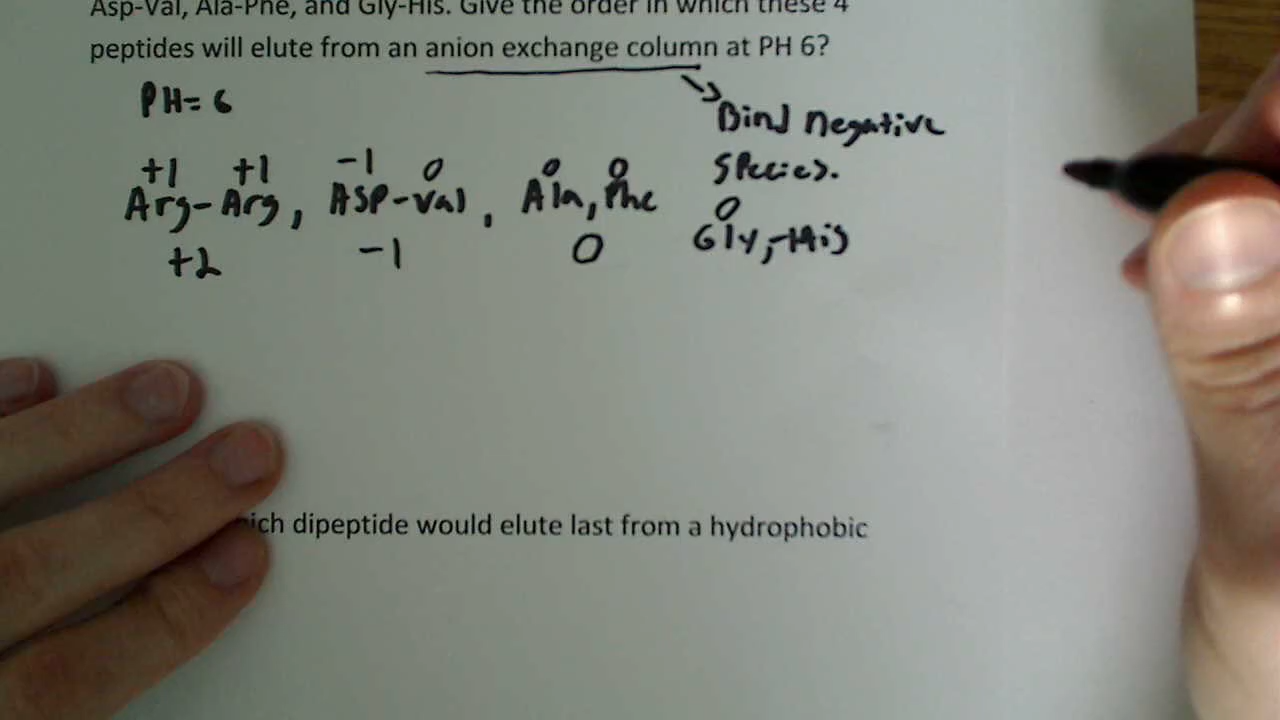 Asp-Val, Ala-Phe, and Gly-His. Give the order in which these 4
peptides will elute from an anion exchange column at PH 6?
PH= 6
Bind Negative
Species.
+1 +1 -1 0 0 0 0
Arg-Arg, Asp-Val, Ala, Phe
Gly,-His
+2 -1 0
ich dipeptide would elute last from a hydrophobic